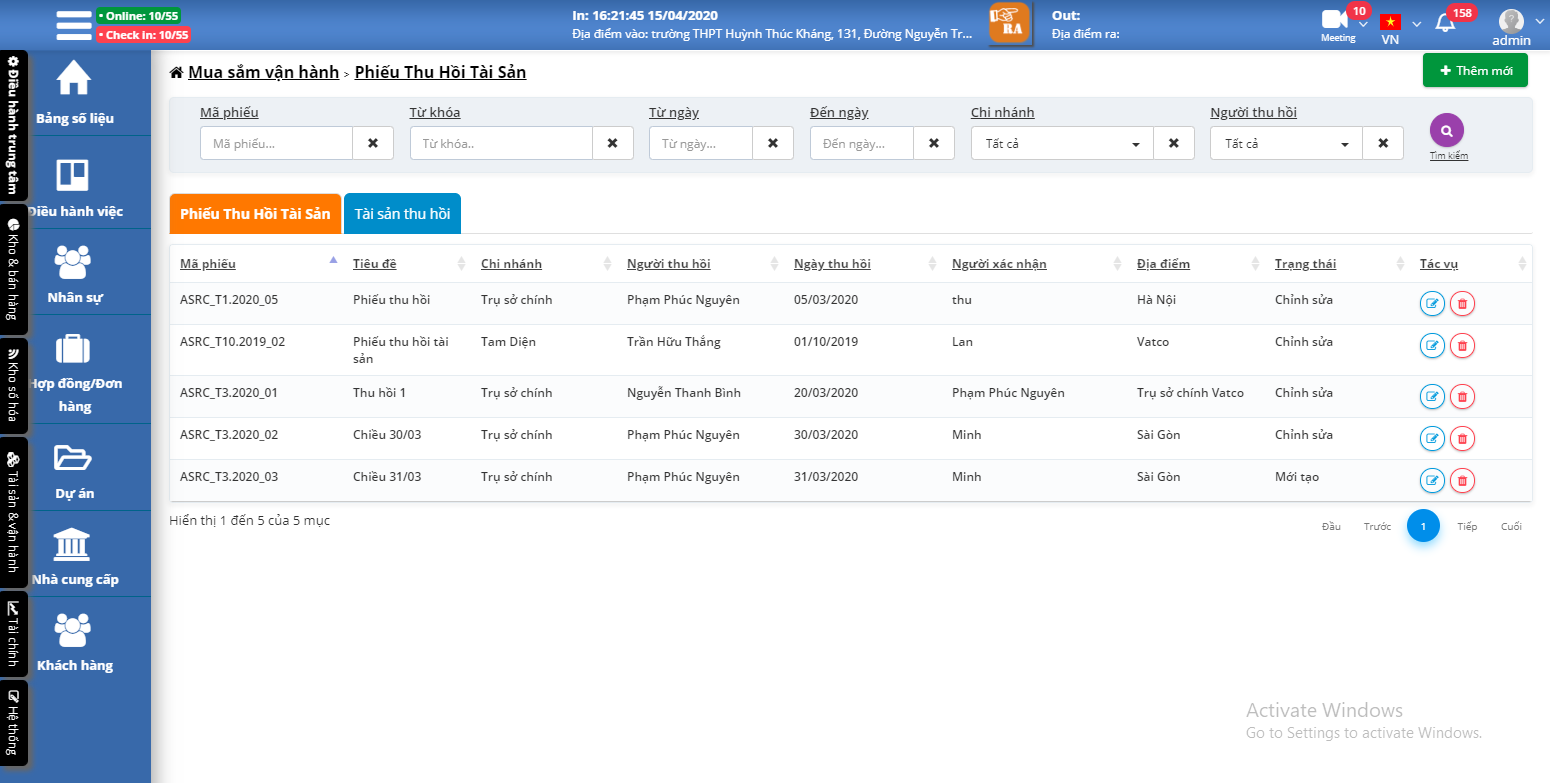 • Online: 10/55
• Check in: 10/55
In: 16:21:45 15/04/2020
Địa điểm vào: trường THPT Huỳnh Thúc Kháng, 131, Đường Nguyễn Tr...
RA
Out:
Địa điểm ra:
10
Meeting
VN
158
admin
Điều hành trung tâm
Kho & bán hàng
Kho số hóa
Tài sản & vận hành
Tài chính
Hệ thống
Bảng số liệu
Điều hành việc
Nhân sự
Hợp đồng/Đơn
hàng
Dự án
Nhà cung cấp
Khách hàng
Mua sắm vận hành > Phiếu Thu Hồi Tài Sản
Thêm mới
Mã phiếu Từ khóa Từ ngày Đến ngày Chi nhánh Người thu hồi
Mã phiếu... Từ khóa.. Từ ngày... Đến ngày... Tất cả Tất cả
Tìm kiếm
Phiếu Thu Hồi Tài Sản Tài sản thu hồi
Mã phiếu Tiêu đề Chi nhánh Người thu hồi Ngày thu hồi Người xác nhận Địa điểm Trạng thái Tác vụ
ASRC_T1.2020_05 Phiếu thu hồi Trụ sở chính Phạm Phúc Nguyên 05/03/2020 thu Hà Nội Chỉnh sửa
ASRC_T10.2019_02 Phiếu thu hồi tài Tam Diện Trần Hữu Thắng 01/10/2019 Lan Vatco Chỉnh sửa
sản
ASRC_T3.2020_01 Thu hồi 1 Trụ sở chính Nguyễn Thanh Bình 20/03/2020 Phạm Phúc Nguyên Trụ sở chính Vatco Chỉnh sửa
ASRC_T3.2020_02 Chiều 30/03 Trụ sở chính Phạm Phúc Nguyên 30/03/2020 Minh Sài Gòn Chỉnh sửa
ASRC_T3.2020_03 Chiều 31/03 Trụ sở chính Phạm Phúc Nguyên 31/03/2020 Minh Sài Gòn Mới tạo
Hiển thị 1 đến 5 của 5 mục
Đầu Trước 1 Tiếp Cuối
Activate Windows
Go to Settings to activate Windows.